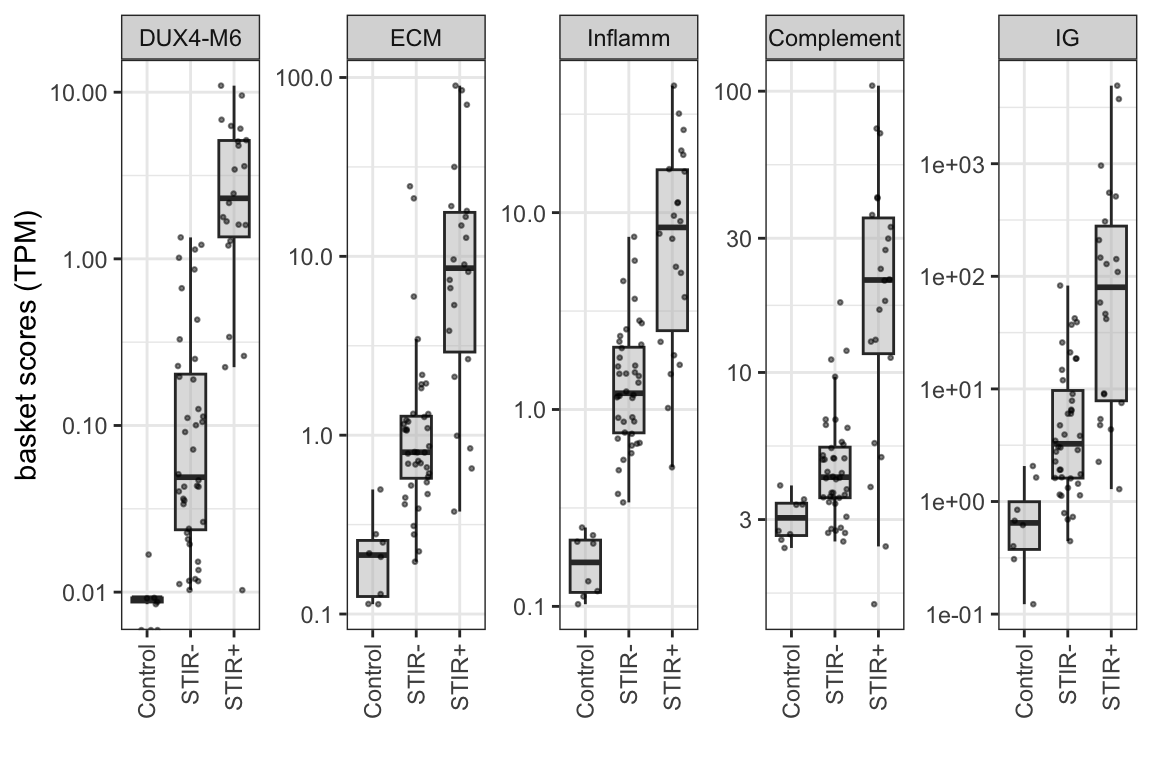 DUX4-M6 ECM Inflamm Complement IG
basket scores (TPM)
10.00
1.00
0.10
0.01
100.0
10.0
1.0
0.1
10.0
1.0
0.1
100
30
10
3
1e+03
1e+02
1e+01
1e+00
1e-01
Control STIR- STIR+ Control STIR- STIR+ Control STIR- STIR+ Control STIR- STIR+ Control STIR- STIR+